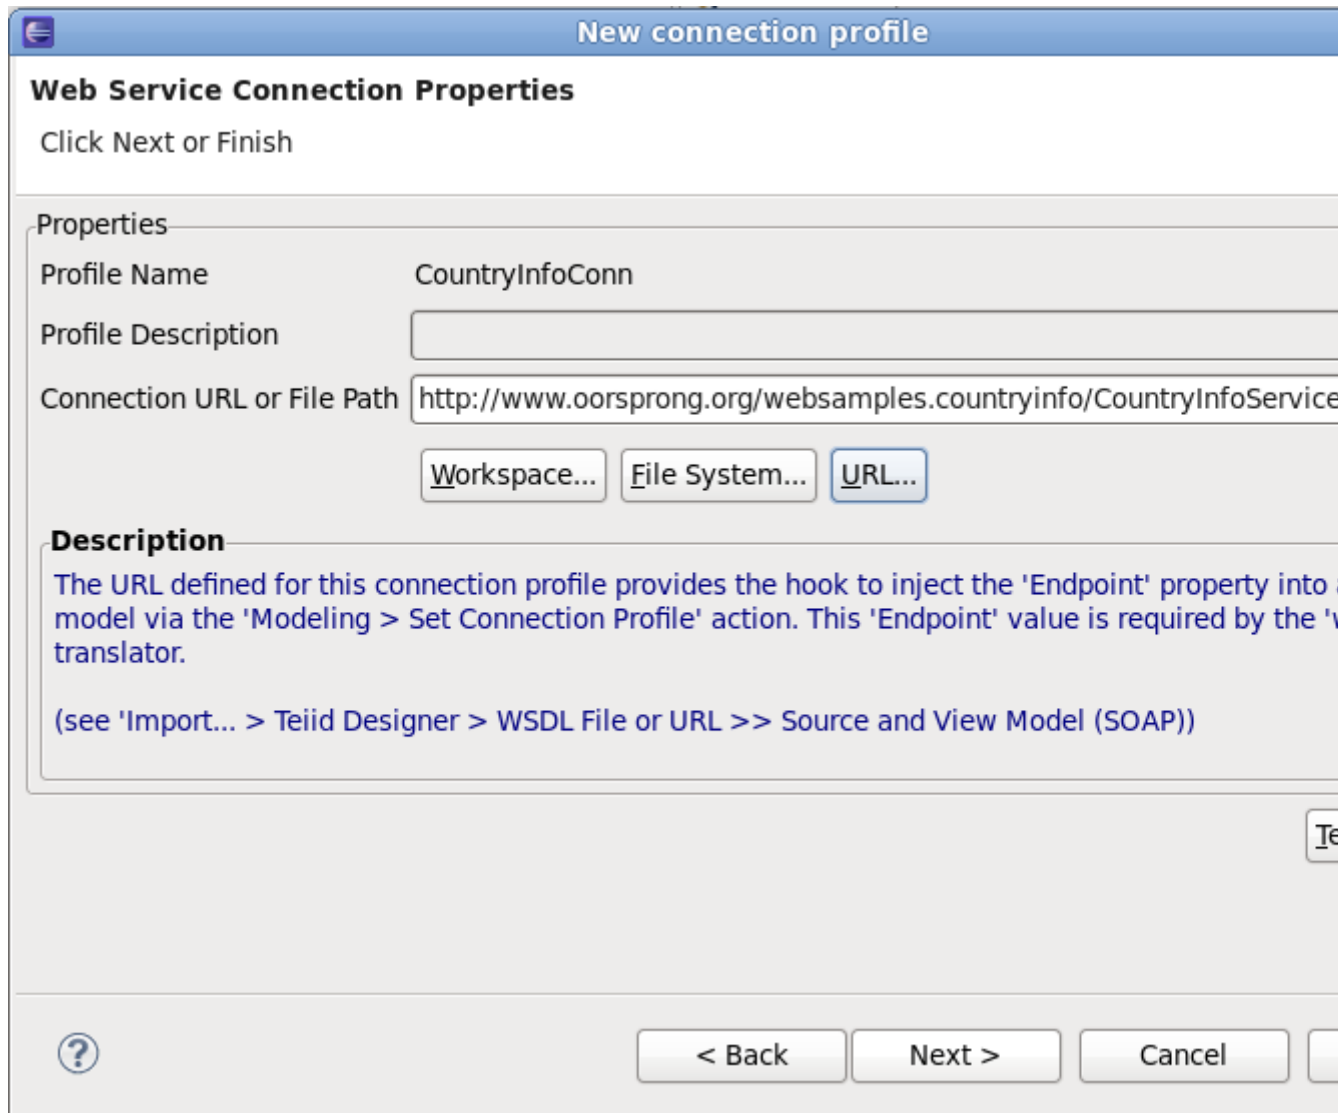 New connection profile
Web Service Connection Properties
Click Next or Finish
Properties
Profile Name CountryInfoConn
Profile Description
Connection URL or File Path http://www.oorsprong.org/websamples.countryinfo/CountryInfoService
Workspace... File System... URL...
Description
The URL defined for this connection profile provides the hook to inject the 'Endpoint' property into
model via the 'Modeling > Set Connection Profile' action. This 'Endpoint' value is required by the
translator.
(see 'Import... > Teiid Designer > WSDL File or URL >> Source and View Model (SOAP))
< Back Next > Cancel